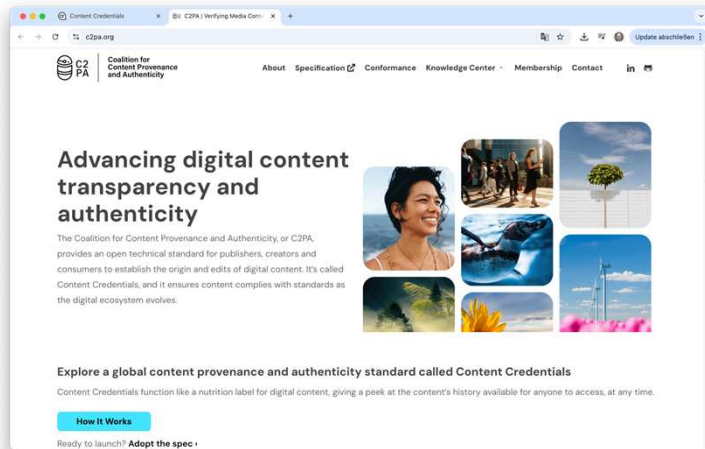 Content Credentials
C2PA | Verifying Media Conte
c2pa.org
Update abschließen
C2
PA
Coalition for
Content Provenance
and Authenticity
About Specification Conformance Knowledge Center Membership Contact in
Advancing digital content
transparency and
authenticity
The Coalition for Content Provenance and Authenticity, or C2PA,
provides an open technical standard for publishers, creators and
consumers to establish the origin and edits of digital content. It's called
Content Credentials, and it ensures content complies with standards as
the digital ecosystem evolves.
Explore a global content provenance and authenticity standard called Content Credentials
Content Credentials function like a nutrition label for digital content, giving a peek at the content's history available for anyone to access, at any time.
How It Works
Ready to launch? Adopt the spec ›